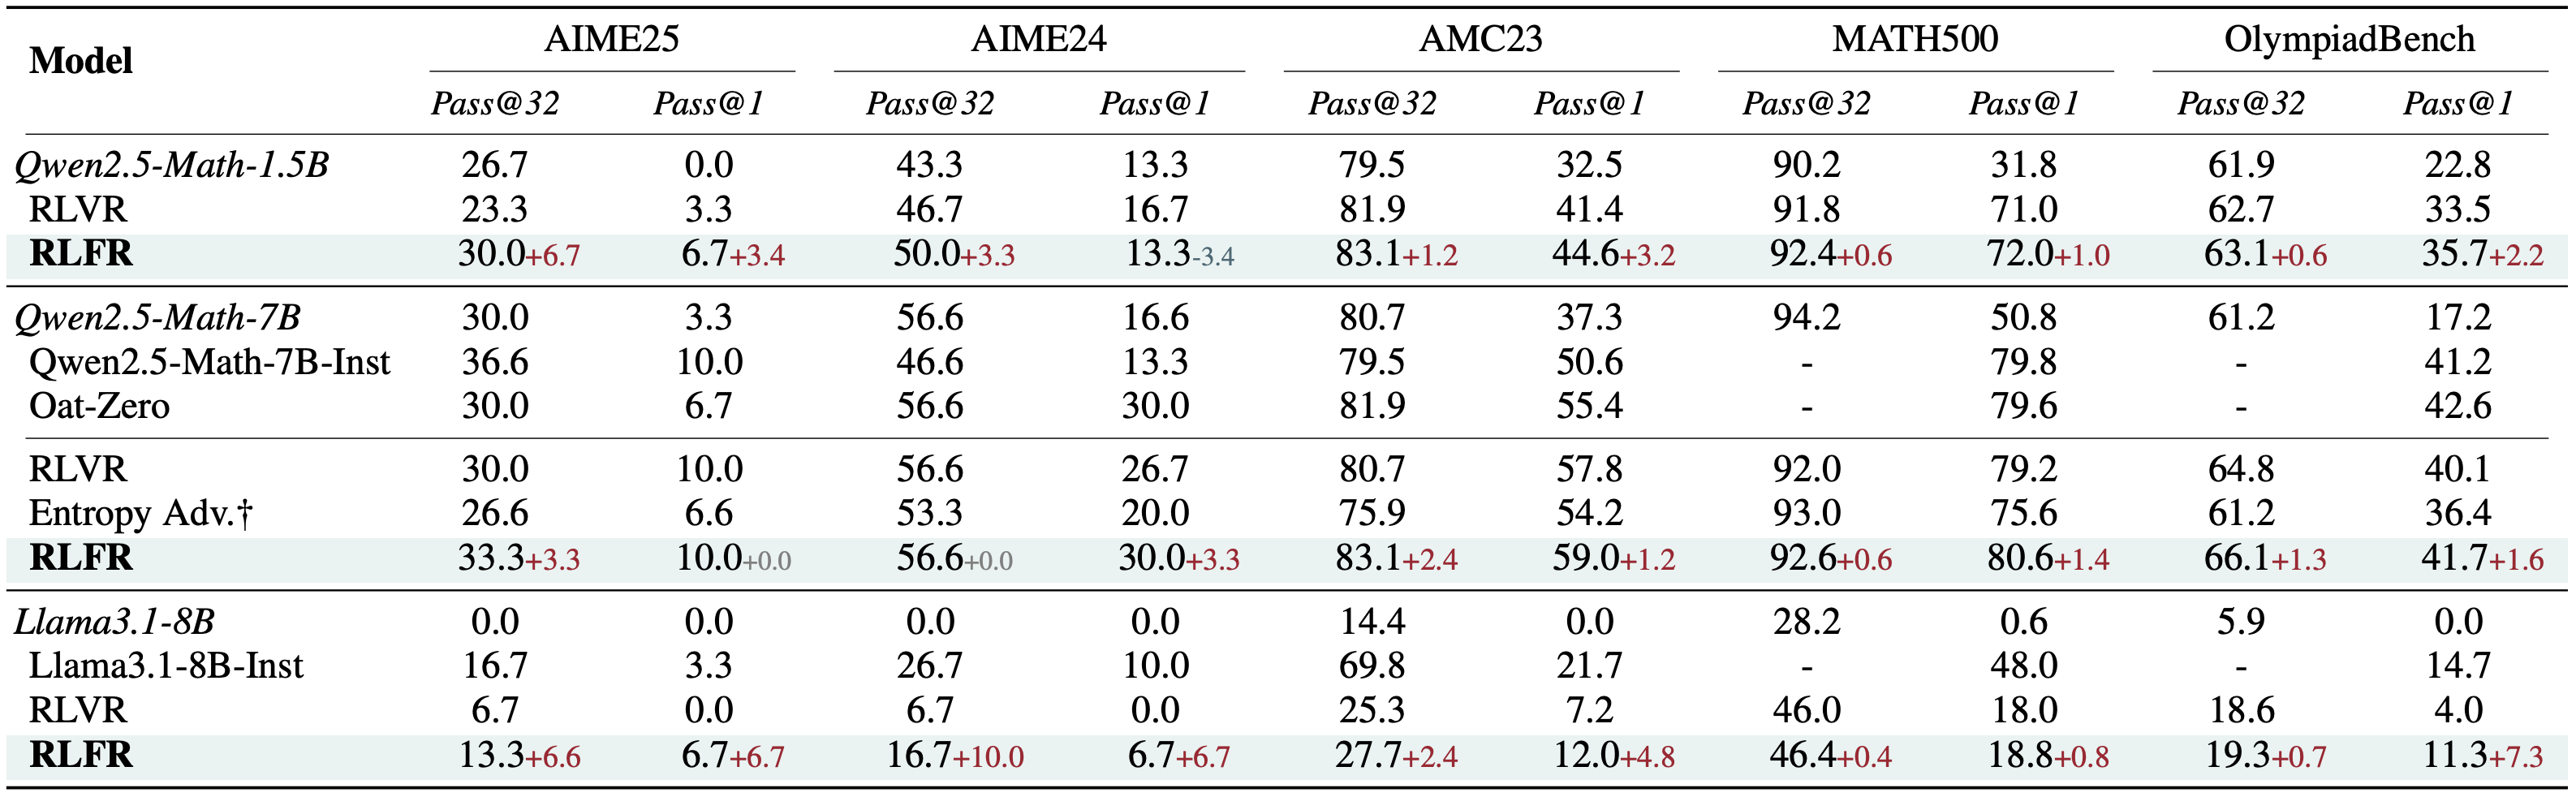 Model AIME25 AIME24 AMC23 MATH500 OlympiadBench
Pass@32 Pass@1 Pass@32 Pass@1 Pass@32 Pass@1 Pass@32 Pass@1 Pass@32 Pass@1
Qwen2.5-Math-1.5B 26.7 0.0 43.3 13.3 79.5 32.5 90.2 31.8 61.9 22.8
RLVR 23.3 3.3 46.7 16.7 81.9 41.4 91.8 71.0 62.7 33.5
RLFR 30.0+6.7 6.7+3.4 50.0+3.3 13.3-3.4 83.1+1.2 44.6+3.2 92.4+0.6 72.0+1.0 63.1+0.6 35.7+2.2
Qwen2.5-Math-7B 30.0 3.3 56.6 16.6 80.7 37.3 94.2 50.8 61.2 17.2
Qwen2.5-Math-7B-Inst 36.6 10.0 46.6 13.3 79.5 50.6 - 79.8 - 41.2
Oat-Zero 30.0 6.7 56.6 30.0 81.9 55.4 - 79.6 - 42.6
RLVR 30.0 10.0 56.6 26.7 80.7 57.8 92.0 79.2 64.8 40.1
Entropy Adv.† 26.6 6.6 53.3 20.0 75.9 54.2 93.0 75.6 61.2 36.4
RLFR 33.3+3.3 10.0+0.0 56.6+0.0 30.0+3.3 83.1+2.4 59.0+1.2 92.6+0.6 80.6+1.4 66.1+1.3 41.7+1.6
Llama3.1-8B 0.0 0.0 0.0 0.0 14.4 0.0 28.2 0.6 5.9 0.0
Llama3.1-8B-Inst 16.7 3.3 26.7 10.0 69.8 21.7 - 48.0 - 14.7
RLVR 6.7 0.0 6.7 0.0 25.3 7.2 46.0 18.0 18.6 4.0
RLFR 13.3+6.6 6.7+6.7 16.7+10.0 6.7+6.7 27.7+2.4 12.0+4.8 46.4+0.4 18.8+0.8 19.3+0.7 11.3+7.3